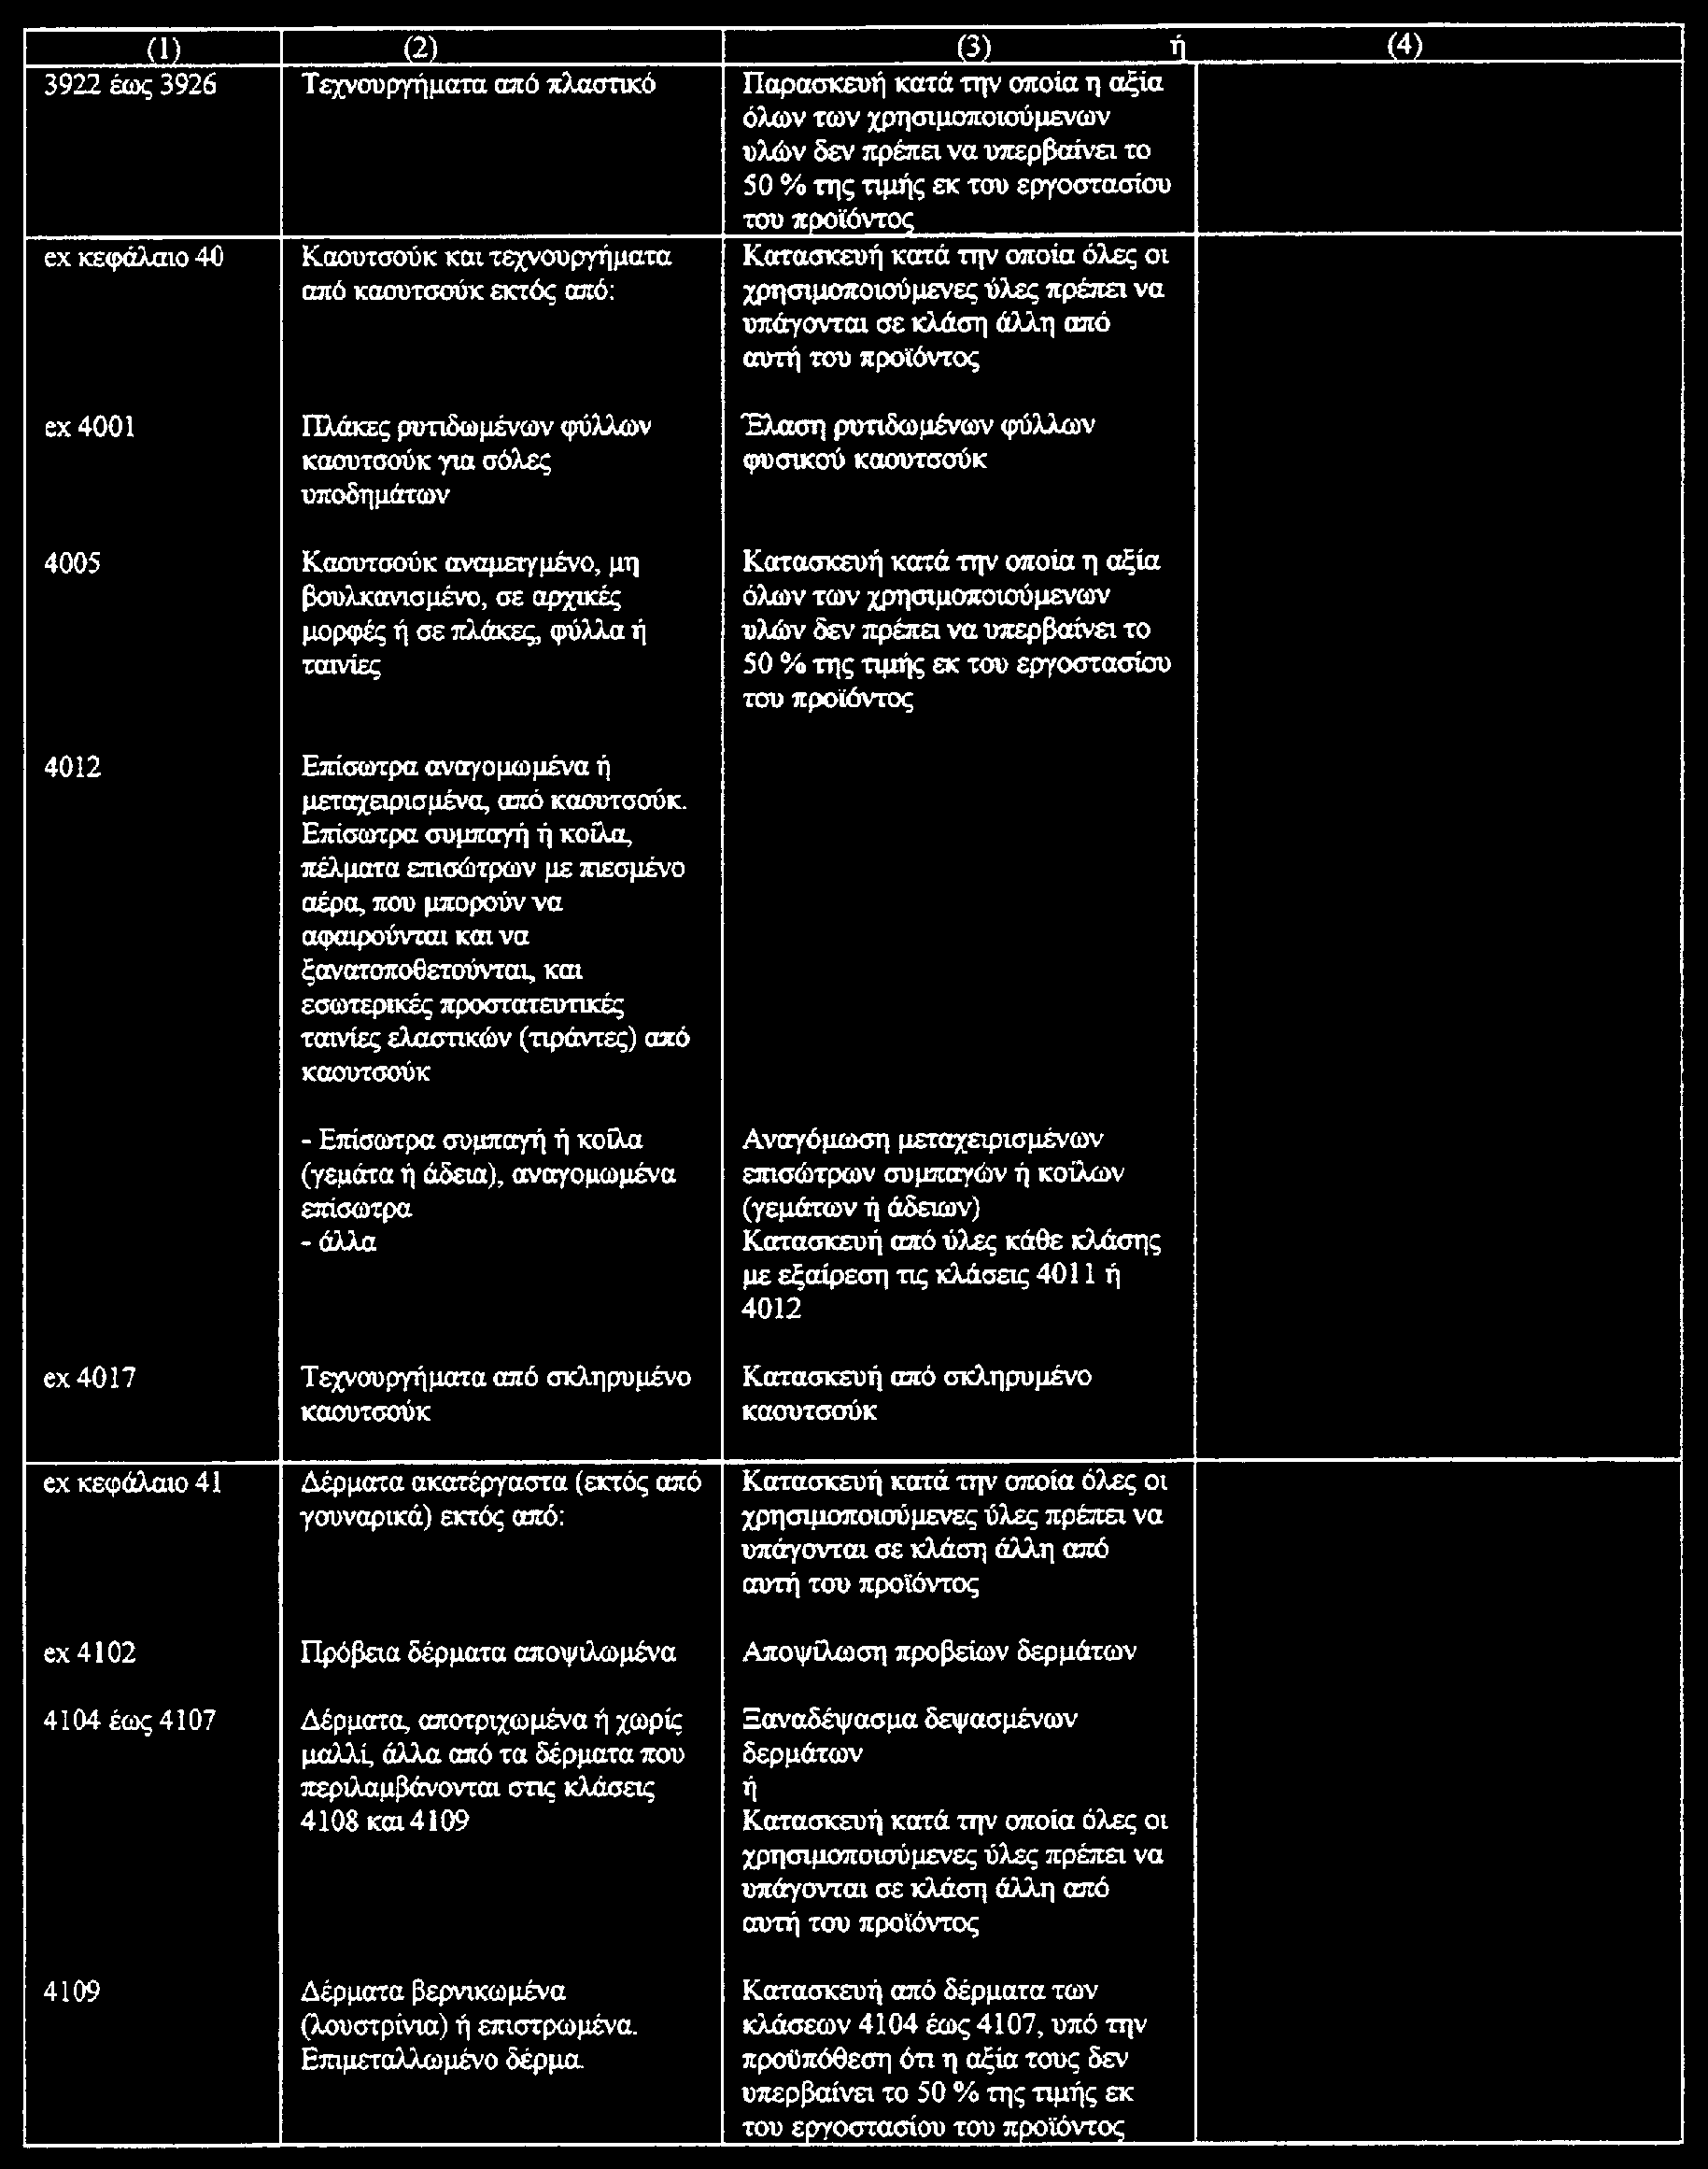 (1) (2) (3) ή (4)
3922 έως 3926
Τεχνουργήματα από πλαστικό
Παρασκευή κατά την οποία η αξία
όλων των χρησιμοποιούμενων
υλών δεν πρέπει να υπερβαίνει το
50 % της τιμής εκ του εργοστασίου
του προϊόντος
ex κεφάλαιο 40
Καουτσούκ και τεχνουργήματα
από καουτσούκ εκτός από:
Κατασκευή κατά την οποία όλες οι
χρησιμοποιούμενες ύλες πρέπει να
υπάγονται σε κλάση άλλη από
αυτή του προϊόντος
ex 4001
Πλάκες ρυτιδωμένων φύλλων
καουτσούκ για σόλες
υποδημάτων
Έλαση ρυτιδωμένων φύλλων
φυσικού καουτσούκ
4005
Καουτσούκ αναμειγμένο, μη
βουλκανισμένο, σε αρχικές
μορφές ή σε πλάκες, φύλλα ή
ταινίες
Κατασκευή κατά την οποία η αξία
όλων των χρησιμοποιούμενων
υλών δεν πρέπει να υπερβαίνει το
50 % της τιμής εκ του εργοστασίου
του προϊόντος
4012
Επίσωτρα αναγομωμένα ή
μεταχειρισμένα, από καουτσούκ.
Επίσωτρα συμπαγή ή κοίλα,
πέλματα επισώτρων με πιεσμένο
αέρα, που μπορούν να
αφαιρούνται και να
ξανατοποθετούνται, και
εσωτερικές προστατευτικές
ταινίες ελαστικών (τιράντες) από
καουτσούκ
- Επίσωτρα συμπαγή ή κοίλα
(γεμάτα ή άδεια), αναγομωμένα
επίσωτρα
- άλλα
Αναγόμωση μεταχειρισμένων
επισώτρων συμπαγών ή κοίλων
(γεμάτων ή άδειων)
Κατασκευή από ύλες κάθε κλάσης
με εξαίρεση τις κλάσεις 4011 ή
4012
ex 4017
Τεχνουργήματα από σκληρυμένο
καουτσούκ
Κατασκευή από σκληρυμένο
καουτσούκ
ex κεφάλαιο 41
Δέρματα ακατέργαστα (εκτός από
γουναρικά) εκτός από:
Κατασκευή κατά την οποία όλες οι
χρησιμοποιούμενες ύλες πρέπει να
υπάγονται σε κλάση άλλη από
αυτή του προϊόντος
ex 4102
Πρόβεια δέρματα αποψιλωμένα
Αποψίλωση προβείων δερμάτων
4104 έως 4107
Δέρματα, αποτριχωμένα ή χωρίς
μαλλί, άλλα από τα δέρματα που
περιλαμβάνονται στις κλάσεις
4108 και 4109
Ξαναδέψασμα δεψασμένων
δερμάτων
ή
Κατασκευή κατά την οποία όλες οι
χρησιμοποιούμενες ύλες πρέπει να
υπάγονται σε κλάση άλλη από
αυτή του προϊόντος
4109
Δέρματα βερνικωμένα
(λουστρίνια) ή επιστρωμένα.
Επιμεταλλωμένο δέρμα.
Κατασκευή από δέρματα των
κλάσεων 4104 έως 4107, υπό την
προϋπόθεση ότι η αξία τους δεν
υπερβαίνει το 50 % της τιμής εκ
του εργοστασίου του προϊόντος